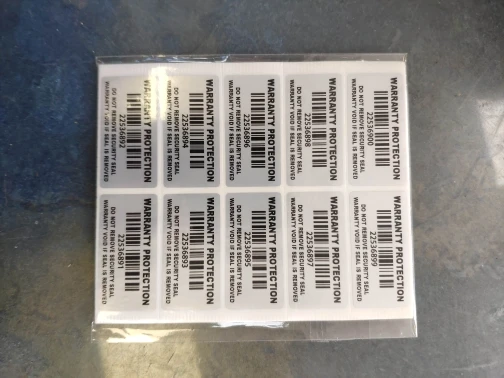 WARRANTY PROTECTION
22536900
DO NOT REMOVE SECURITY SEAL
WARRANTY VOID IF SEAL IS REMOVED
WARRANTY PROTECTION
22536899
DO NOT REMOVE SECURITY SEAL
WARRANTY VOID IF SEAL IS REMOVED
WARRANTY PROTECTION
22536898
DO NOT REMOVE SECURITY SEAL
WARRANTY VOID IF SEAL IS REMOVED
WARRANTY PROTECTION
22536897
DO NOT REMOVE SECURITY SEAL
WARRANTY VOID IF SEAL IS REMOVED
WARRANTY PROTECTION
22536896
DO NOT REMOVE SECURITY SEAL
WARRANTY VOID IF SEAL IS REMOVED
WARRANTY PROTECTION
22536895
DO NOT REMOVE SECURITY SEAL
WARRANTY VOID IF SEAL IS REMOVED
WARRANTY PROTECTION
22536894
DO NOT REMOVE SECURITY SEAL
WARRANTY VOID IF SEAL IS REMOVED
WARRANTY PROTECTION
22536893
DO NOT REMOVE SECURITY SEAL
WARRANTY VOID IF SEAL IS REMOVED
WARRANTY PROTECTION
22536892
DO NOT REMOVE SECURITY SEAL
WARRANTY VOID IF SEAL IS REMOVED
WARRANTY PROTECTION
22536891
DO NOT REMOVE SECURITY SEAL
WARRANTY VOID IF SEAL IS REMOVED